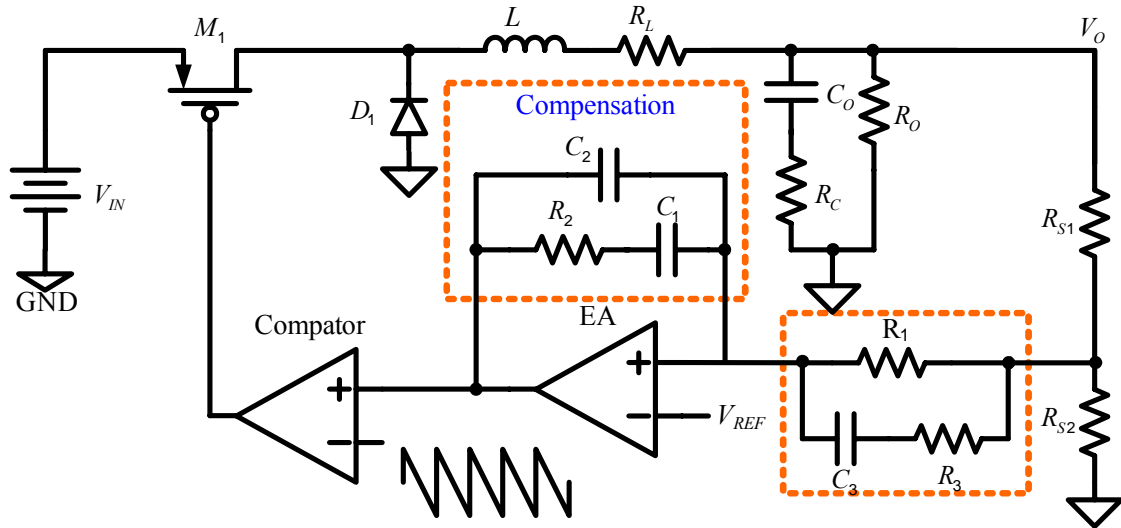 M1
L
RL
VO
D1
Compensation
CO
RO
C2
VIN
R2
C1
RC
RS1
GND
Compator
EA
R1
+
+
−
VREF
−
RS2
C3
R3